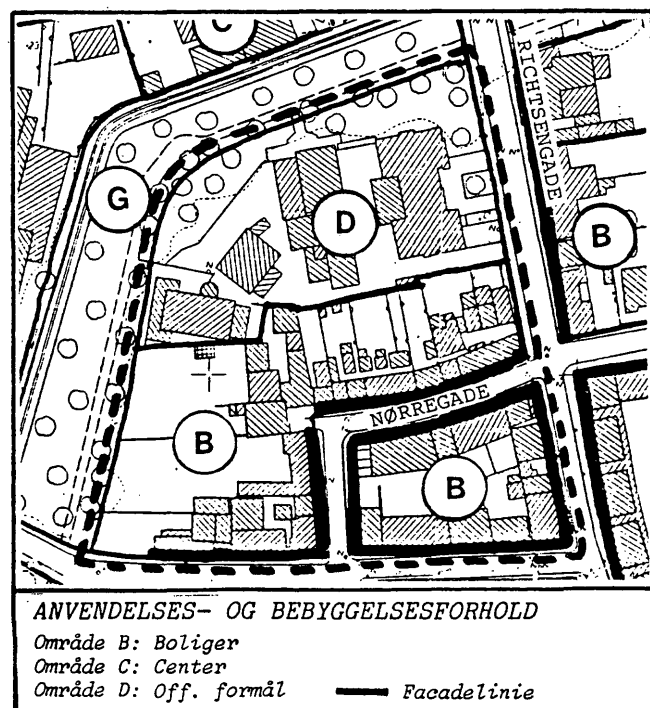 C
RICHTSENGADE
G
D
B
NØRREGADE
B
B
ANVENDELSES- OG BEBYGGELSESFORHOLD
Område B: Boliger
Område C: Center
Område D: Off. formål
Facadelinie